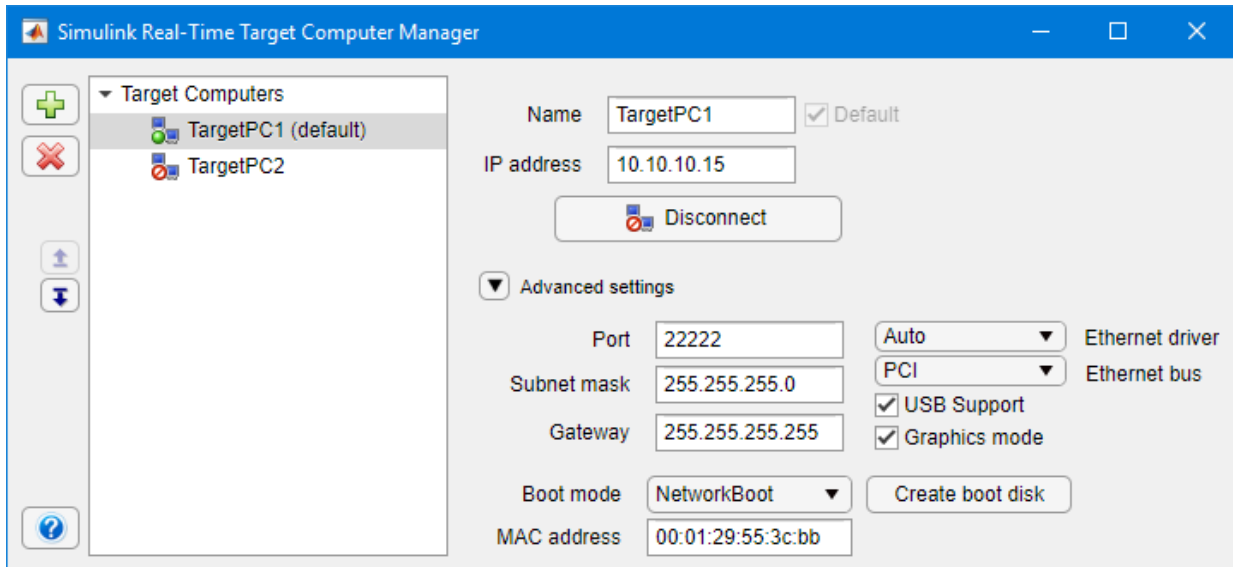 Simulink Real-Time Target Computer Manager
Target Computers
TargetPC1 (default)
TargetPC2
Name TargetPC1 Default
IP address 10.10.10.15
Disconnect
Advanced settings
Port 22222 Auto Ethernet driver
PCI Ethernet bus
Subnet mask 255.255.255.0
USB Support
Gateway 255.255.255.255 Graphics mode
Boot mode NetworkBoot Create boot disk
MAC address 00:01:29:55:3c:bb